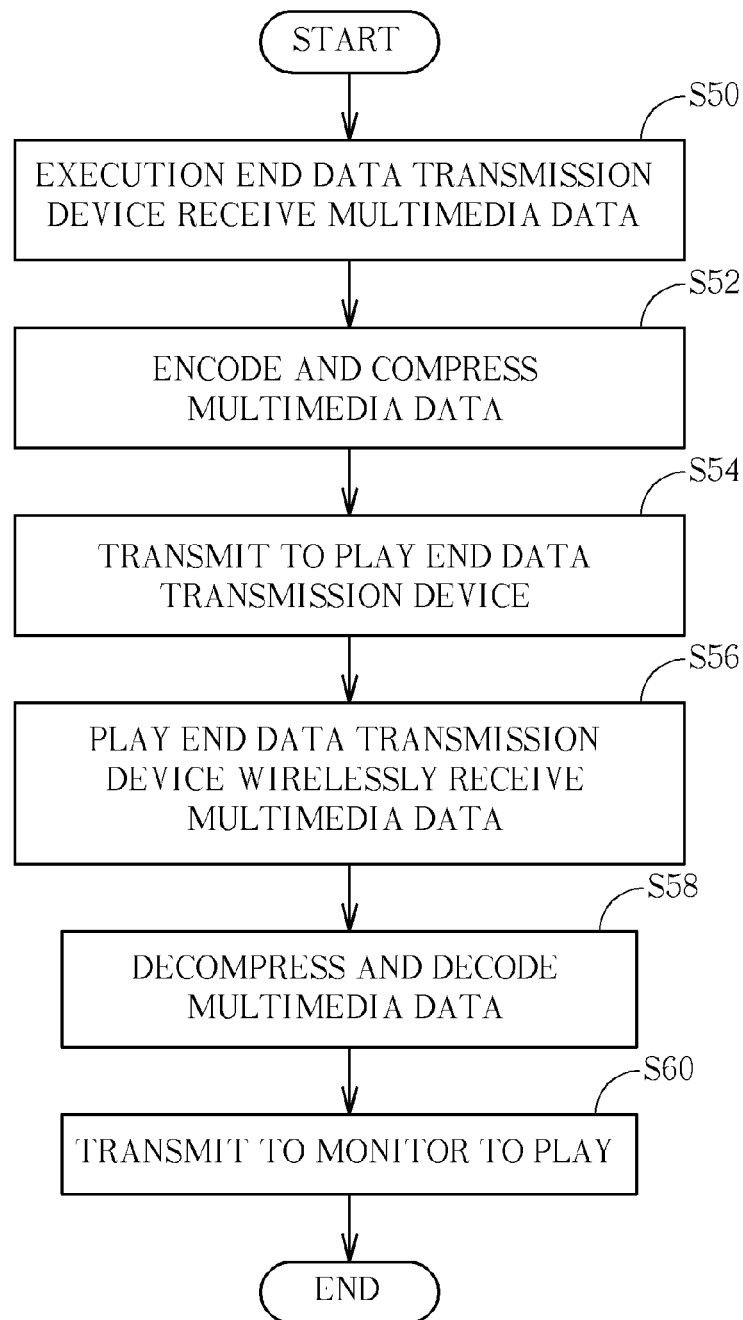 START
S50
EXECUTION END DATA TRANSMISSION
DEVICE RECEIVE MULTIMEDIA DATA
S52
ENCODE AND COMPRESS
MULTIMEDIA DATA
S54
TRANSMIT TO PLAY END DATA
TRANSMISSION DEVICE
S56
PLAY END DATA TRANSMISSION
DEVICE WIRELESSLY RECEIVE
MULTIMEDIA DATA
S58
DECOMPRESS AND DECODE
MULTIMEDIA DATA
S60
TRANSMIT TO MONITOR TO PLAY
END